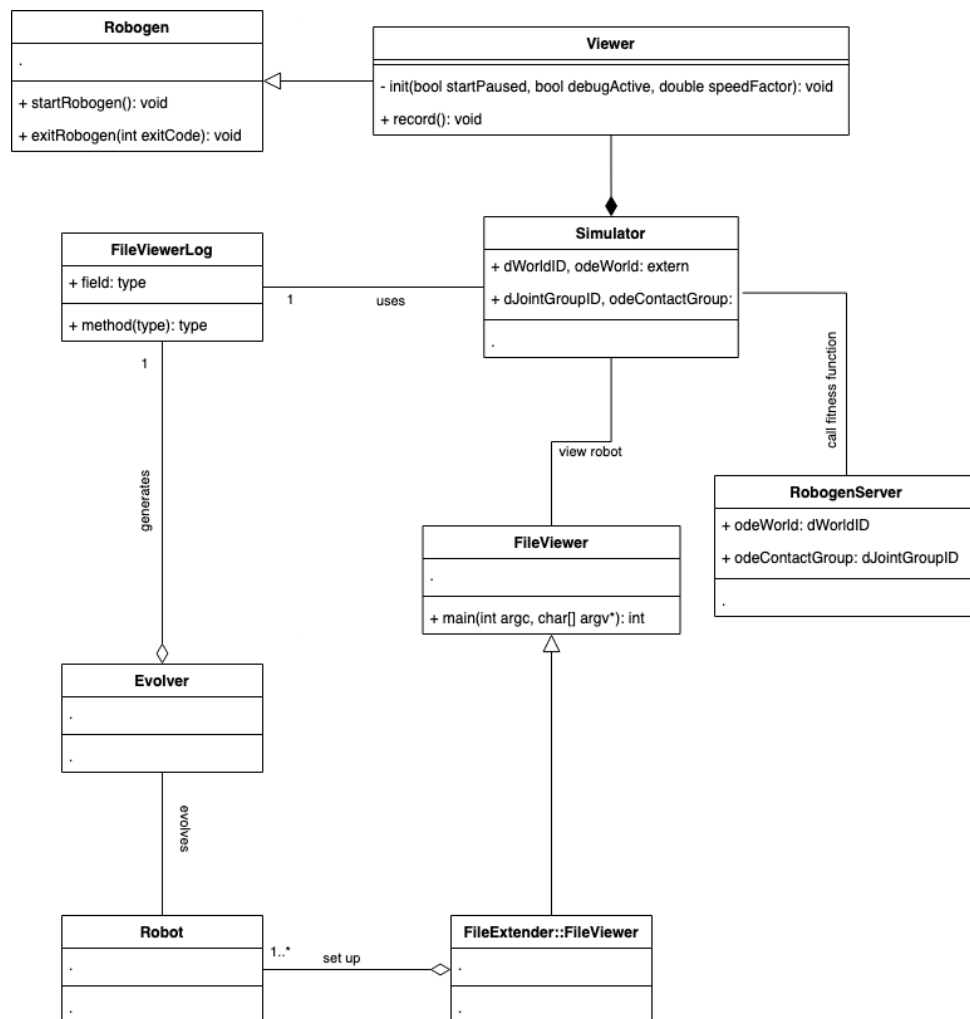 Robogen
.
+ startRobogen(): void
+ exitRobogen(int exitCode): void
Viewer
- init(bool startPaused, bool debugActive, double speedFactor): void
+ record(): void
FileViewerLog
+ field: type
+ method(type): type
1
uses
Simulator
+ dWorldID, odeWorld: extern
+ dJointGroupID, odeContactGroup:
.
1
generates
view robot
call fitness function
RobogenServer
+ odeWorld: dWorldID
+ odeContactGroup: dJointGroupID
.
FileViewer
.
+ main(int argc, char[] argv*): int
Evolver
.
.
evolves
Robot
.
.
1..*
set up
FileExtender::FileViewer
.
.